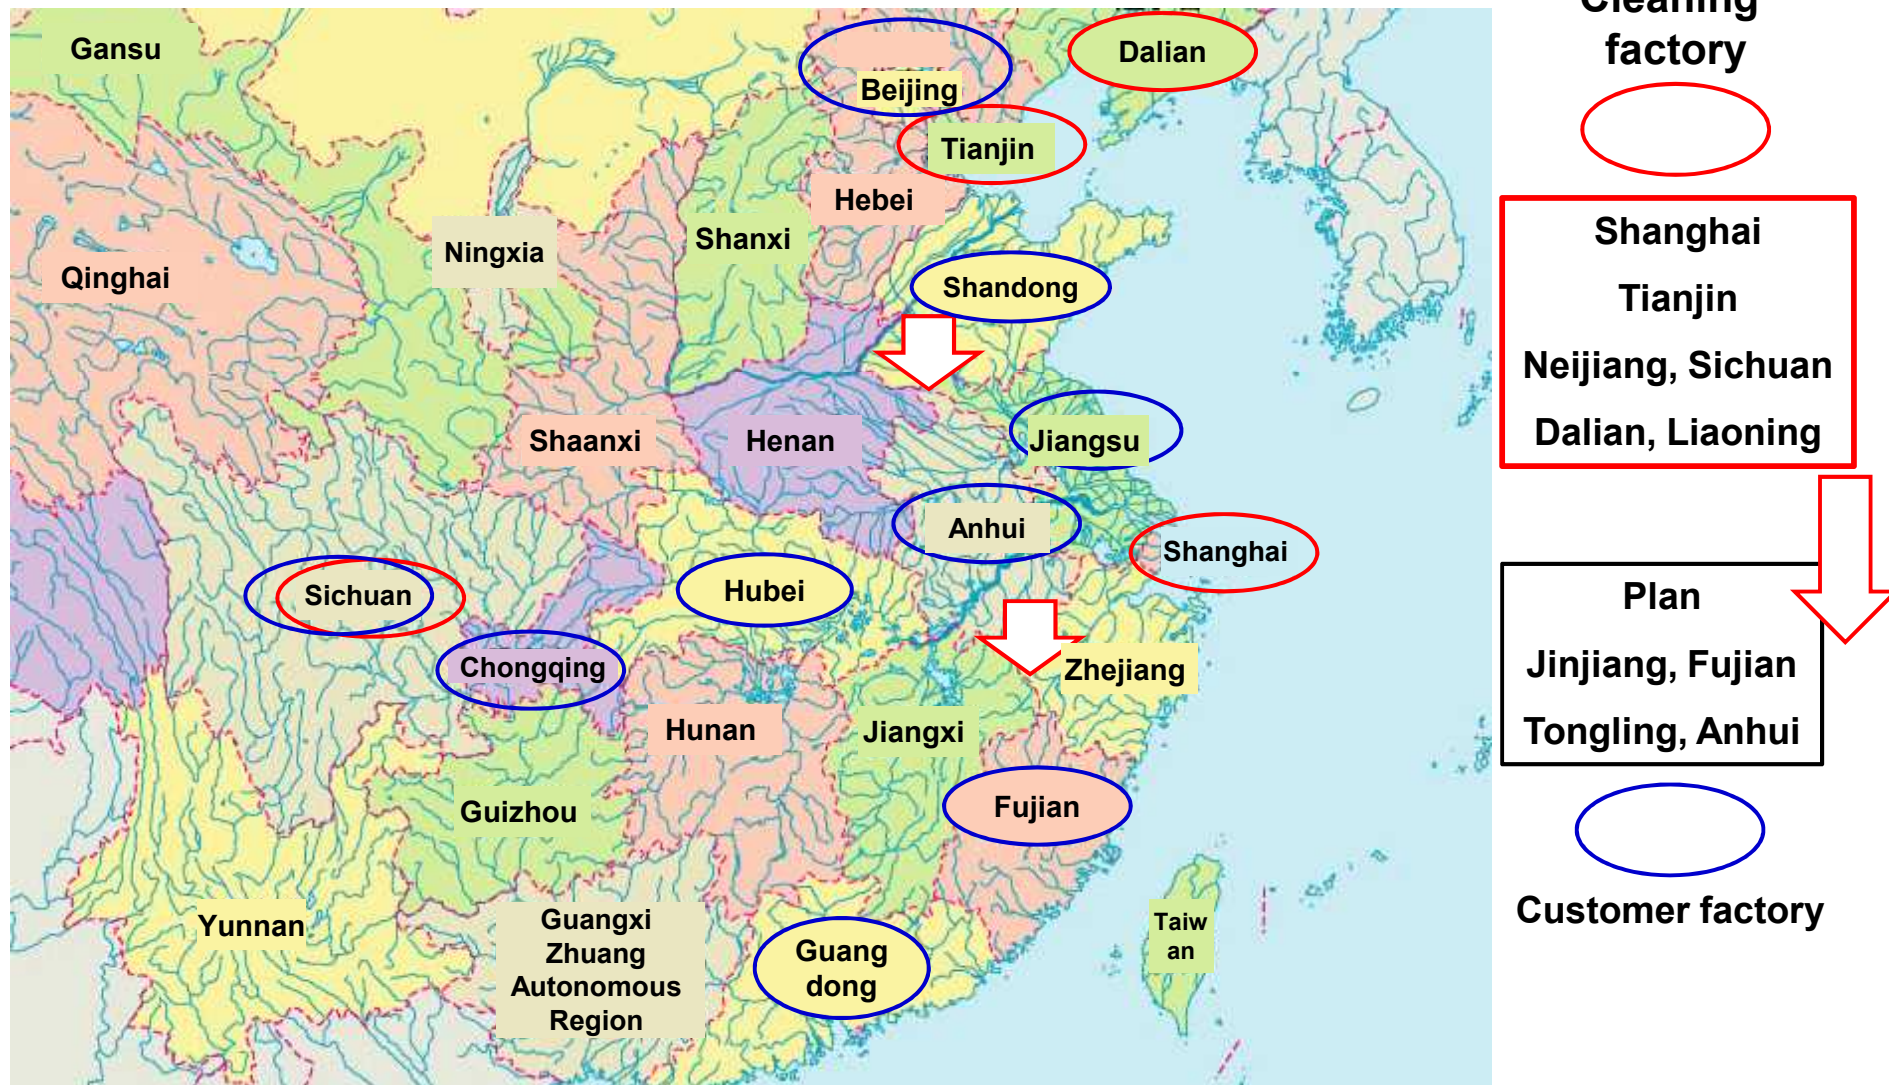 Gansu
Beijing
Dalian
Tianjin
Hebei
Ningxia
Shanxi
Qinghai
Shandong
Shaanxi
Henan
Jiangsu
Anhui
Shanghai
Sichuan
Hubei
Chongqing
Zhejiang
Hunan
Jiangxi
Guizhou
Fujian
Yunnan
Guangxi
Zhuang
Autonomous
Region
Guang
dong
Taiw
an
Cleaning
factory
Shanghai
Tianjin
Neijiang, Sichuan
Dalian, Liaoning
Plan
Jinjiang, Fujian
Tongling, Anhui
Customer factory